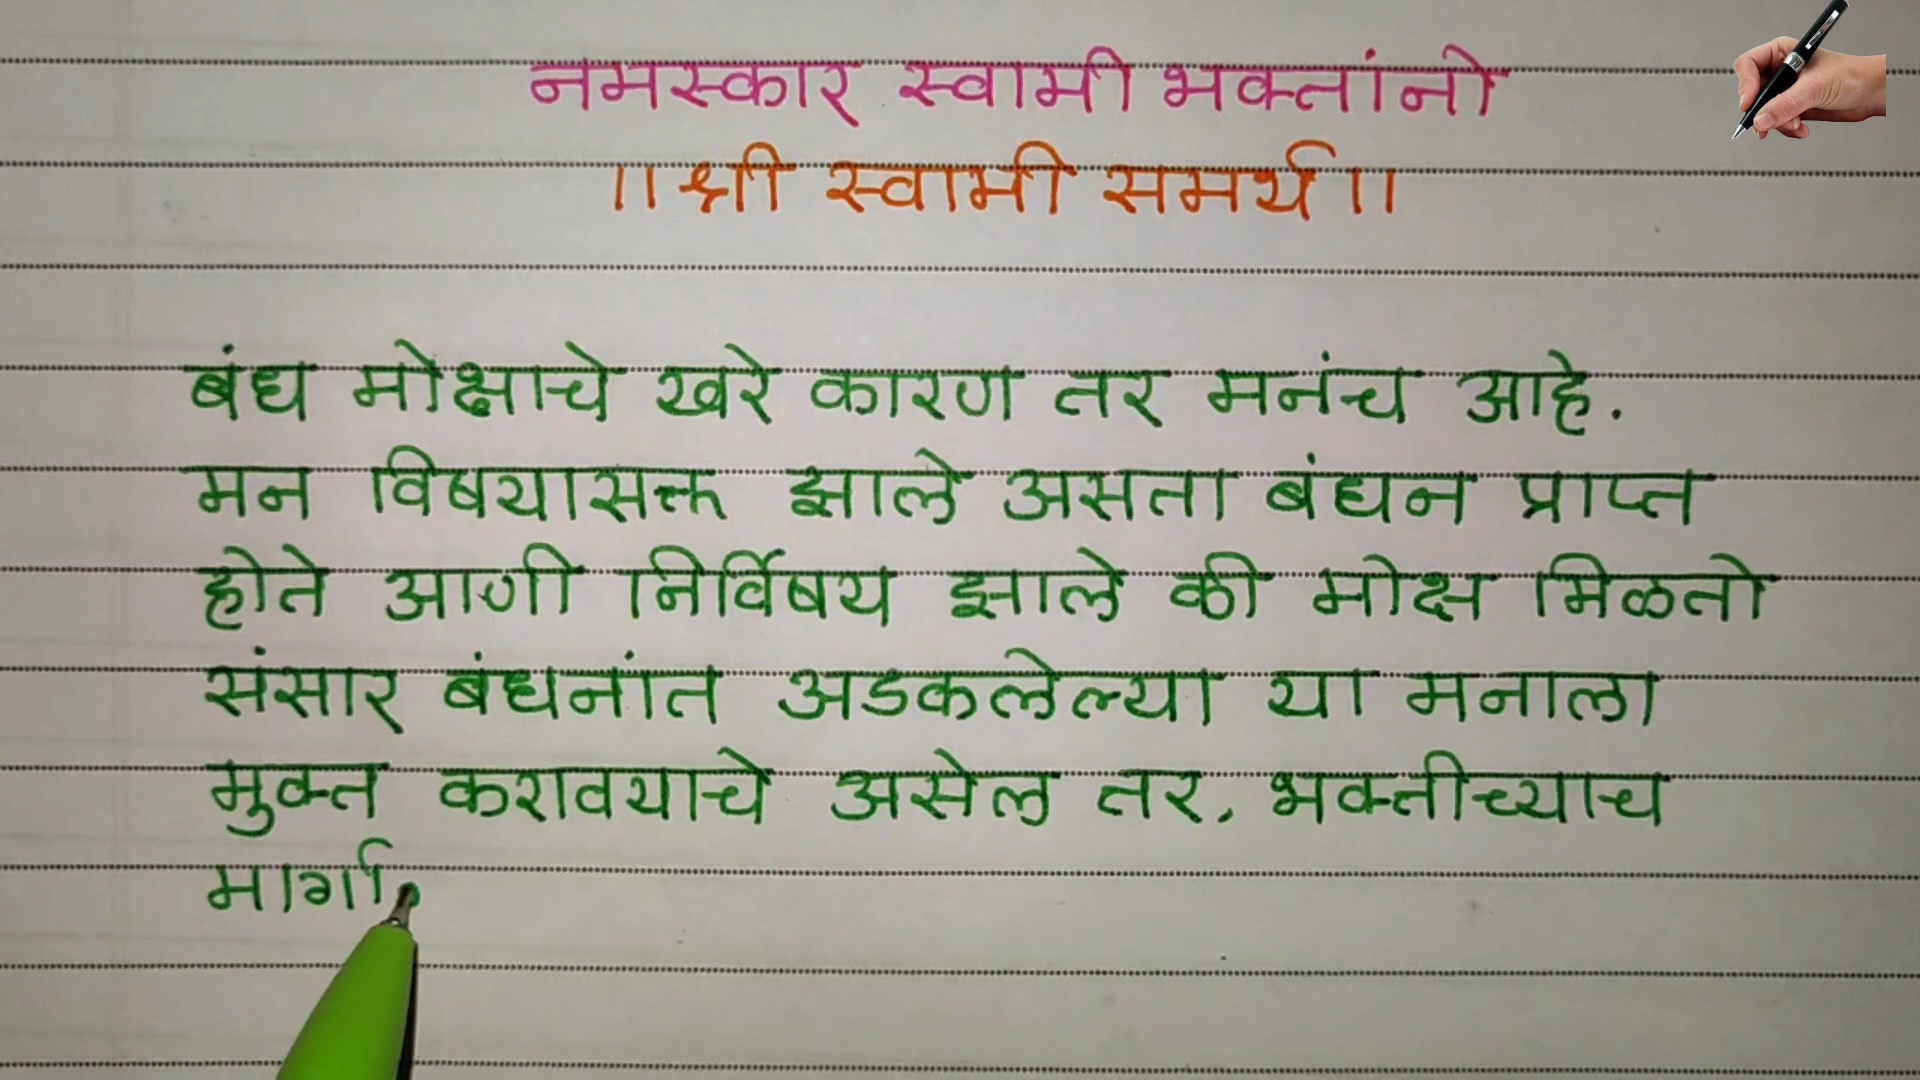 नमस्कार स्वामी भक्तांनो
।। श्री स्वामी समर्थ ।।
बंध मोक्षाचे खरे कारण तर मनंच आहे.
मन विषयासक्त झाले असता बंधन प्राप्त
होते आणी निर्विषय झाले की मोक्ष मिळतो
संसार बंधनांत अडकलेल्या या मनाला
मुक्त करावयाचे असेल तर, भक्तीच्याच